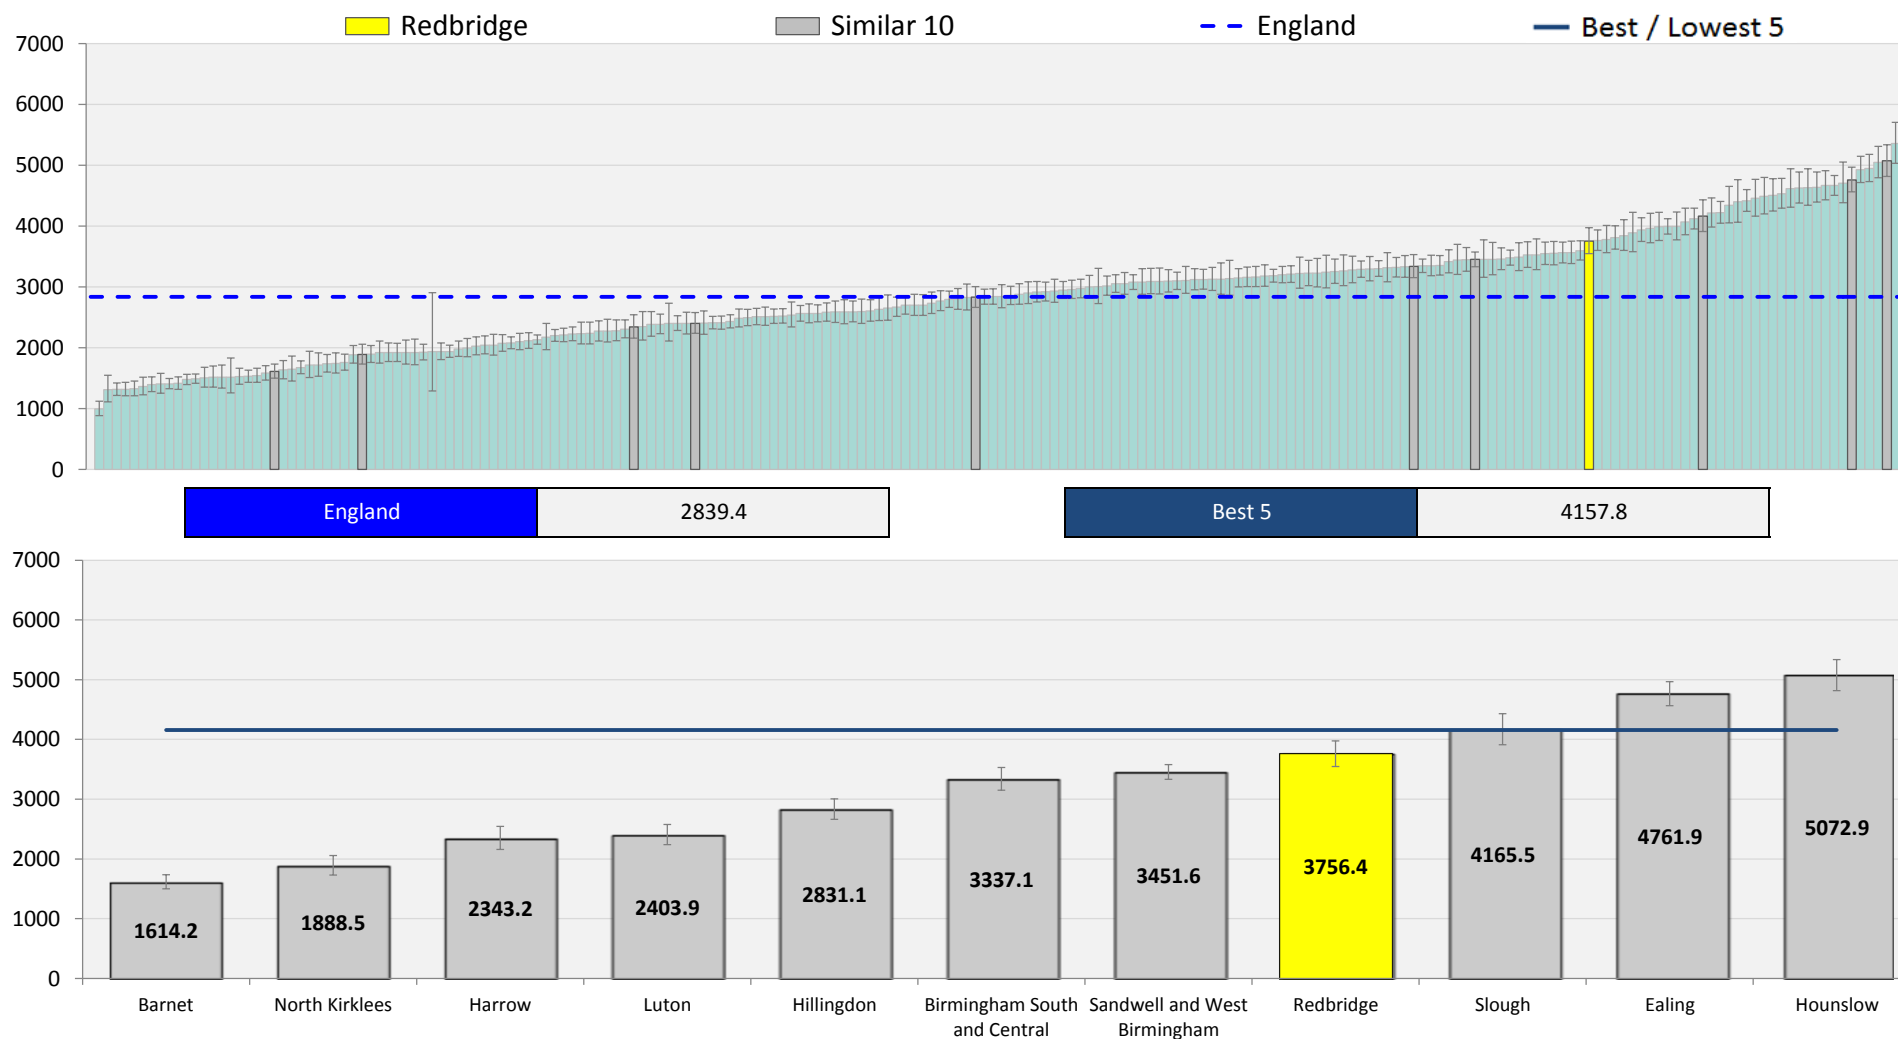 Redbridge
Similar 10
England
Best / Lowest 5
7000
6000
5000
4000
3000
2000
1000
0
England
2839.4
Best 5
4157.8
7000
6000
5000
4000
3000
2000
1000
0
1614.2
1888.5
2343.2
2403.9
2831.1
3337.1
3451.6
3756.4
4165.5
4761.9
5072.9
Barnet
North Kirklees
Harrow
Luton
Hillingdon
Birmingham South
and Central
Sandwell and West
Birmingham
Redbridge
Slough
Ealing
Hounslow